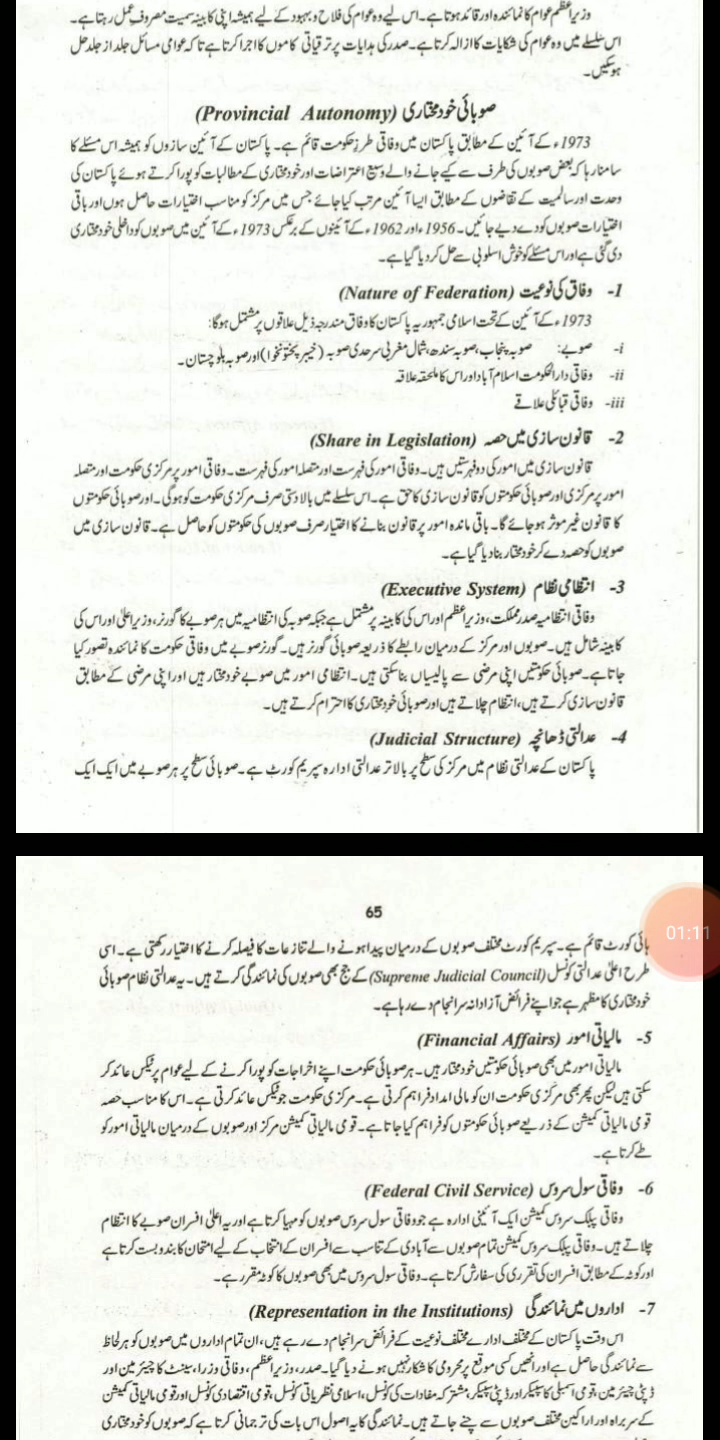 وزیراعظم عوام کا نمائندہ اور قائد ہوتا ہے۔ اس لیے وہ عوام کی فلاح و بہبود کے لیے ہمیشہ اپنی کابینہ سمیت مصروفِ عمل رہتا ہے۔
اس سلسلے میں وہ عوام کی شکایات کا ازالہ کرتا ہے۔ صدر کی ہدایات پر ترقیاتی کاموں کا اجرا کرتا ہے تاکہ عوامی مسائل جلد از جلد حل
ہو سکیں۔
صوبائی خود مختاری (Provincial Autonomy)
1973ء کے آئین کے مطابق پاکستان میں وفاقی طرزِ حکومت قائم ہے۔ پاکستان کے آئین سازوں کو ہمیشہ اس مسئلے کا
سامنا رہا کہ بعض صوبوں کی طرف سے کیے جانے والے وسیع اعتراضات اور خود مختاری کے مطالبات کو پورا کرتے ہوئے پاکستان کی
وحدت اور سالمیت کے تقاضوں کے مطابق ایسا آئین مرتب کیا جائے جس میں مرکز کو مناسب اختیارات حاصل ہوں اور باقی
اختیارات صوبوں کو دے دیے جائیں۔ 1956ء اور 1962ء کے آئینوں کے برعکس 1973ء کے آئین میں صوبوں کو داخلی خود مختاری
دی گئی ہے اور اس مسئلے کو خوش اسلوبی سے حل کر دیا گیا ہے۔
1- وفاق کی نوعیت (Nature of Federation)
1973ء کے آئین کے تحت اسلامی جمہوریہ پاکستان کا وفاق مندرجہ ذیل علاقوں پر مشتمل ہوگا:
i- صوبے: صوبہ پنجاب، صوبہ سندھ، شمال مغربی سرحدی صوبہ (خیبر پختونخوا) اور صوبہ بلوچستان۔
ii- وفاقی دارالحکومت اسلام آباد اور اس کا ملحقہ علاقہ
iii- وفاقی قبائلی علاقے
2- قانون سازی میں حصہ (Share in Legislation)
قانون سازی میں امور کی دو فہرستیں ہیں۔ وفاقی امور کی فہرست اور متصلہ امور کی فہرست۔ وفاقی امور پر مرکزی حکومت اور متصلہ
امور پر مرکزی اور صوبائی حکومتوں کو قانون سازی کا حق ہے۔ اس سلسلے میں بالادستی صرف مرکزی حکومت کو ہوگی۔ اور صوبائی حکومتوں
کا قانون غیر موثر ہو جائے گا۔ باقی ماندہ امور پر قانون بنانے کا اختیار صرف صوبوں کی حکومتوں کو حاصل ہے۔ قانون سازی میں
صوبوں کو حصہ دے کر خود مختار بنا دیا گیا ہے۔
3- انتظامی نظام (Executive System)
وفاقی انتظامیہ صدر مملکت، وزیراعظم اور اس کی کابینہ پر مشتمل ہے جبکہ صوبہ کی انتظامیہ میں ہر صوبے کا گورنر، وزیراعلیٰ اور اس کی
کابینہ شامل ہیں۔ صوبوں اور مرکز کے درمیان رابطے کا ذریعہ صوبائی گورنر ہیں۔ گورنر صوبے میں وفاقی حکومت کا نمائندہ تصور کیا
جاتا ہے۔ صوبائی حکومتیں اپنی مرضی سے پالیسیاں بنا سکتی ہیں۔ انتظامی امور میں صوبے خود مختار ہیں اور اپنی مرضی کے مطابق
قانون سازی کرتے ہیں، انتظام چلاتے ہیں اور صوبائی خود مختاری کا احترام کرتے ہیں۔
4- عدالتی ڈھانچہ (Judicial Structure)
پاکستان کے عدالتی نظام میں مرکز کی سطح پر بالاتر عدالتی ادارہ سپریم کورٹ ہے۔ صوبائی سطح پر ہر صوبے میں ایک ایک
65
ہائی کورٹ قائم ہے۔ سپریم کورٹ مختلف صوبوں کے درمیان پیدا ہونے والے تنازعات کا فیصلہ کرنے کا اختیار رکھتی ہے۔ اسی
طرح اعلیٰ عدالتی کونسل (Supreme Judicial Council) کے جج بھی صوبوں کی نمائندگی کرتے ہیں۔ یہ عدالتی نظام صوبائی
خود مختاری کا مظہر ہے جو اپنے فرائض آزادانہ سرانجام دے رہا ہے۔
01:11
5- مالیاتی امور (Financial Affairs)
مالیاتی امور میں بھی صوبائی حکومتیں خود مختار ہیں۔ ہر صوبائی حکومت اپنے اخراجات کو پورا کرنے کے لیے عوام پر ٹیکس عائد کر
سکتی ہیں لیکن پھر بھی مرکزی حکومت ان کو مالی امداد فراہم کرتی ہے۔ مرکزی حکومت جو ٹیکس عائد کرتی ہے۔ اس کا مناسب حصہ
قومی مالیاتی کمیشن کے ذریعے صوبائی حکومتوں کو فراہم کیا جاتا ہے۔ قومی مالیاتی کمیشن مرکز اور صوبوں کے درمیان مالیاتی امور کو
طے کرتا ہے۔
6- وفاقی سول سروس (Federal Civil Service)
وفاقی پبلک سروس کمیشن ایک آئینی ادارہ ہے جو وفاقی سول سروس صوبوں کو مہیا کرتا ہے اور یہ اعلیٰ افسران صوبے کا انتظام
چلاتے ہیں۔ وفاقی پبلک سروس کمیشن تمام صوبوں سے آبادی کے تناسب سے افسران کے انتخاب کے لیے امتحان کا بندوبست کرتا ہے
اور کوٹہ کے مطابق افسران کی تقرری کی سفارش کرتا ہے۔ وفاقی سول سروس میں بھی صوبوں کا کوٹہ مقرر ہے۔
7- اداروں میں نمائندگی (Representation in the Institutions)
اس وقت پاکستان کے مختلف ادارے مختلف نوعیت کے فرائض سرانجام دے رہے ہیں، ان تمام اداروں میں صوبوں کو ہر لحاظ
سے نمائندگی حاصل ہے اور انھیں کسی موقع پر محرومی کا شکار نہیں ہونے دیا گیا۔ صدر، وزیراعظم، وفاقی وزرا، سینٹ کا چیئرمین اور
ڈپٹی چیئرمین، قومی اسمبلی کا سپیکر اور ڈپٹی سپیکر، مشترکہ مفادات کی کونسل، اسلامی نظریاتی کونسل، قومی اقتصادی کونسل اور قومی مالیاتی کمیشن
کے سربراہ اور اراکین مختلف صوبوں سے چنے جاتے ہیں۔ نمائندگی کا یہ اصول اس بات کی ترجمانی کرتا ہے کہ صوبوں کو خود مختاری